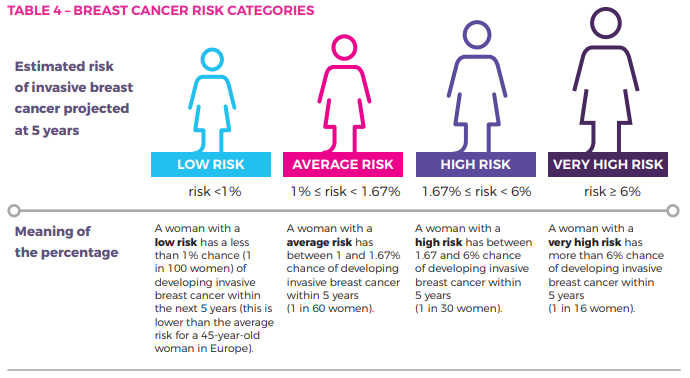 TABLE 4 – BREAST CANCER RISK CATEGORIES
Estimated risk
of invasive breast
cancer projected
at 5 years
LOW RISK
AVERAGE RISK
HIGH RISK
VERY HIGH RISK
risk <1%
1% ≤ risk < 1.67%
1.67% ≤ risk < 6%
risk ≥ 6%
Meaning of
the percentage
A woman with a
low risk has a less
than 1% chance (1
in 100 women) of
developing invasive
breast cancer within
the next 5 years (this is
lower than the average
risk for a 45-year-old
woman in Europe).
A woman with a
average risk has
between 1 and 1.67%
chance of developing
invasive breast cancer
within 5 years
(1 in 60 women).
A woman with a
high risk has between
1.67 and 6% chance
of developing invasive
breast cancer within
5 years
(1 in 30 women).
A woman with a
very high risk has
more than 6% chance
of developing invasive
breast cancer within
5 years
(1 in 16 women).